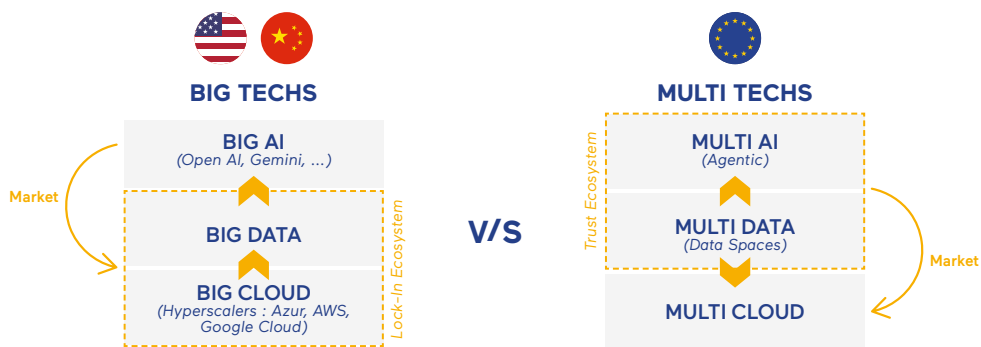 BIG TECHS
BIG AI
(Open AI, Gemini, ...)
Market
BIG DATA
BIG CLOUD
(Hyperscalers : Azur, AWS,
Google Cloud)
Lock-In Ecosystem
V/S
MULTI TECHS
Trust Ecosystem
MULTI AI
(Agentic)
MULTI DATA
(Data Spaces)
Market
MULTI CLOUD